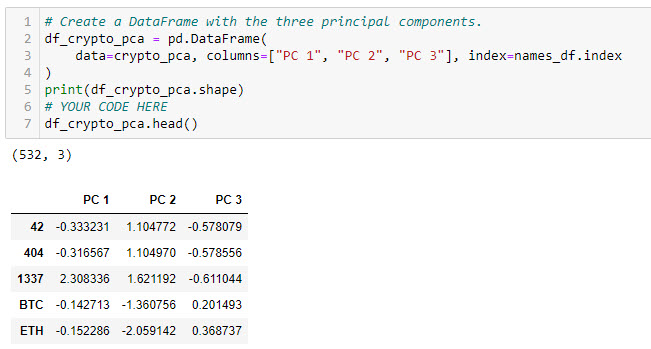 1 # Create a DataFrame with the three principal components.
2 df_crypto_pca = pd.DataFrame(
3     data=crypto_pca, columns=["PC 1", "PC 2", "PC 3"], index=names_df.index
4 )
5 print(df_crypto_pca.shape)
6 # YOUR CODE HERE
7 df_crypto_pca.head()
(532, 3)
PC 1 PC 2 PC 3
42 -0.333231 1.104772 -0.578079
404 -0.316567 1.104970 -0.578556
1337 2.308336 1.621192 -0.611044
BTC -0.142713 -1.360756 0.201493
ETH -0.152286 -2.059142 0.368737